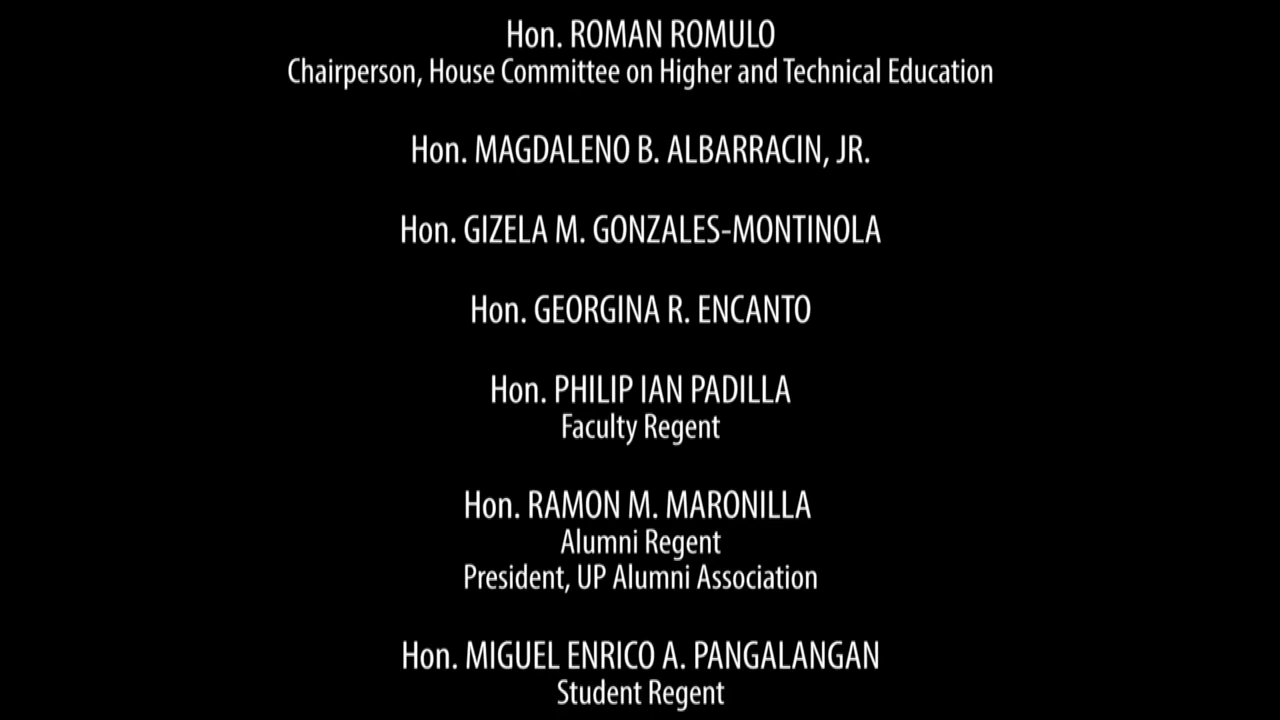 Hon. ROMAN ROMULO
Chairperson, House Committee on Higher and Technical Education
Hon. MAGDALENO B. ALBARRACIN, JR.
Hon. GIZELA M. GONZALES-MONTINOLA
Hon. GEORGINA R. ENCANTO
Hon. PHILIP IAN PADILLA
Faculty Regent
Hon. RAMON M. MARONILLA
Alumni Regent
President, UP Alumni Association
Hon. MIGUEL ENRICO A. PANGALANGAN
Student Regent